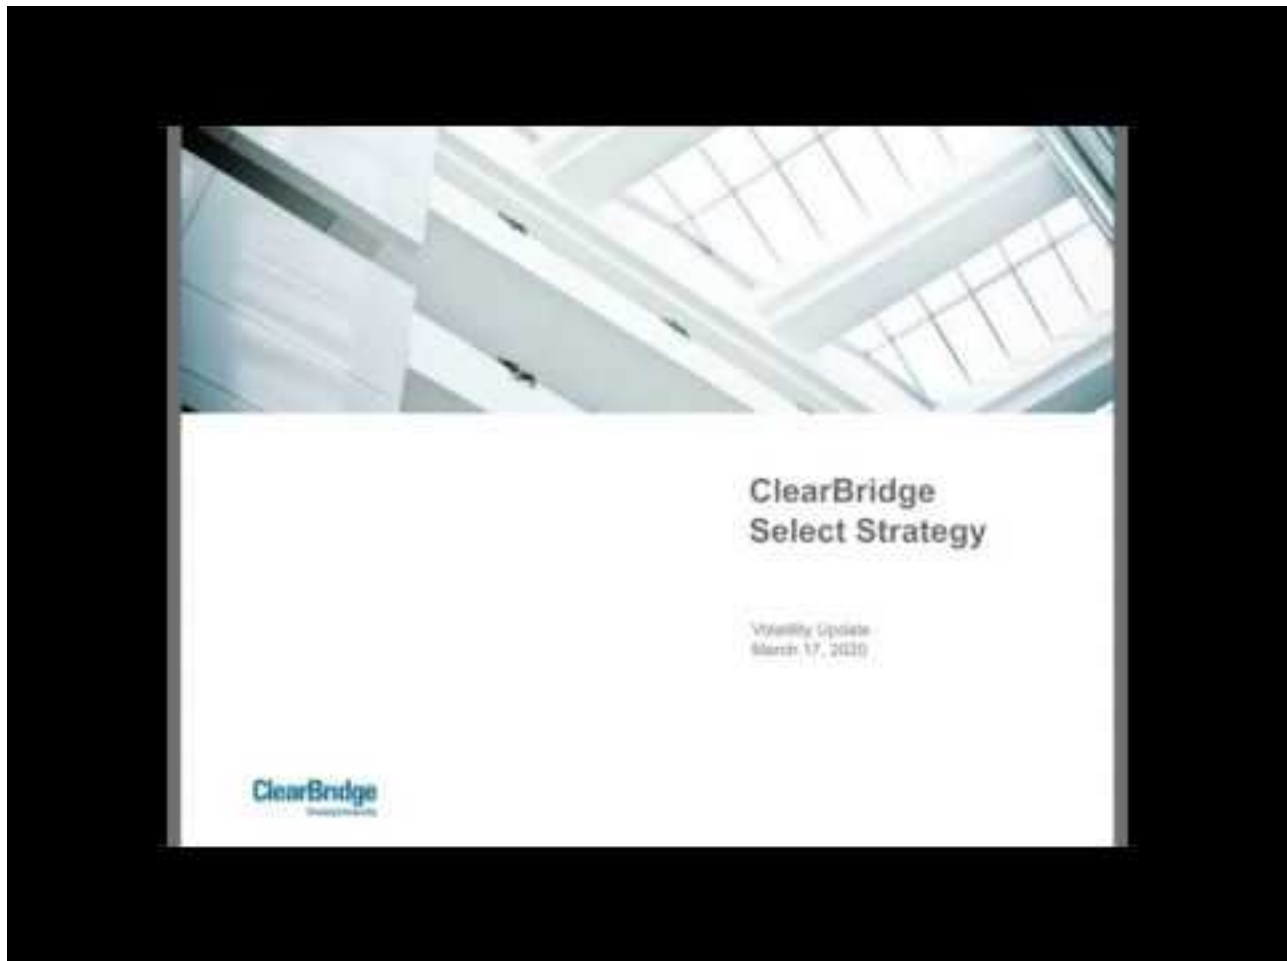 ClearBridge
Select Strategy
Volatility Update
March 17, 2020
ClearBridge